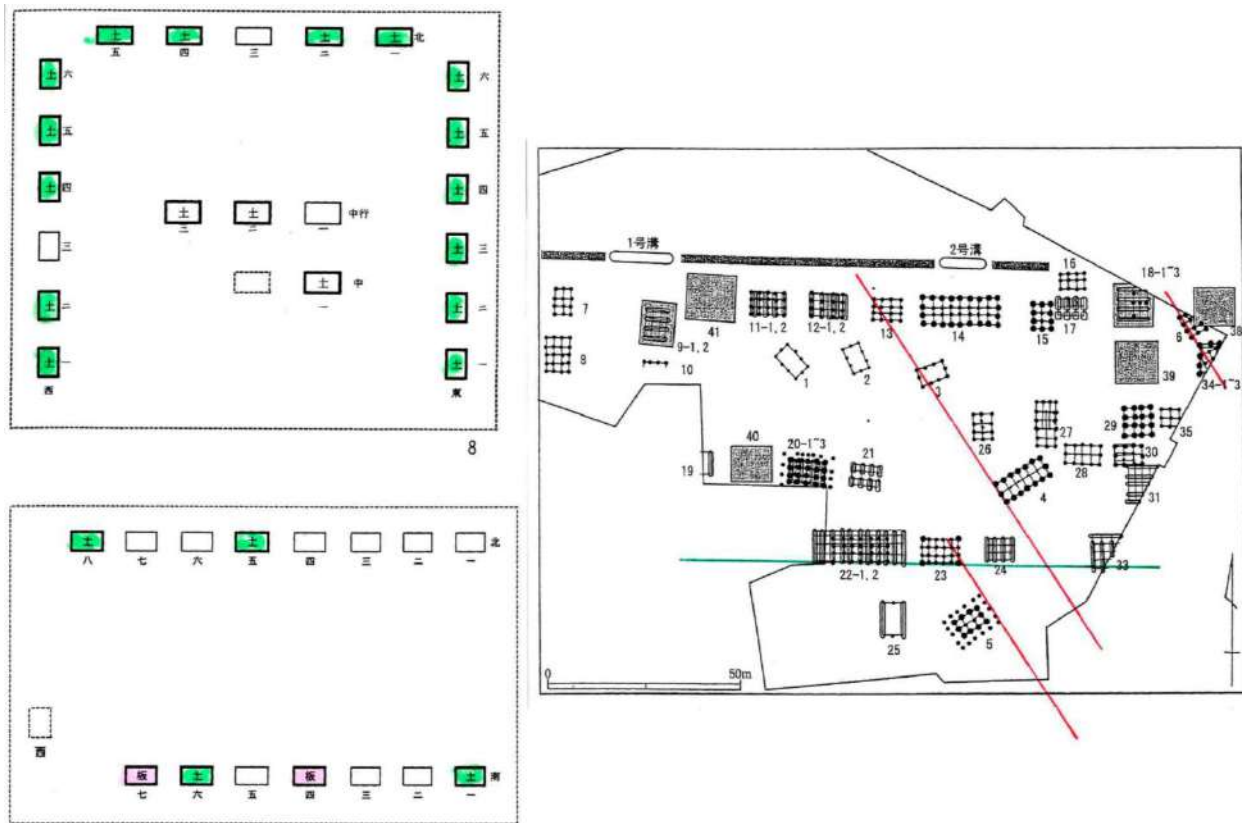 土 土 土 土 北
五 四 三 二 一
土 六
土 五
土 四
三
土 二
土 一
西
土 六
土 五
土 四
土 三
土 二
土 一
東
土 土 中行
三 二 一
土 中
一
8
土 土 北
八 七 六 五 四 三 二 一
西
板 土 板 土 南
七 六 五 四 三 二 一
1号溝 2号溝
16
18-1~3
7
41
11-1,2
12-1,2
13
14
15
17
6
38
8
9-1,2
10
1
2
3
39
34-1~3
40
20-1~3
21
19
26
27
28
29
35
30
31
4
22-1,2
23
24
33
25
5
0 50m